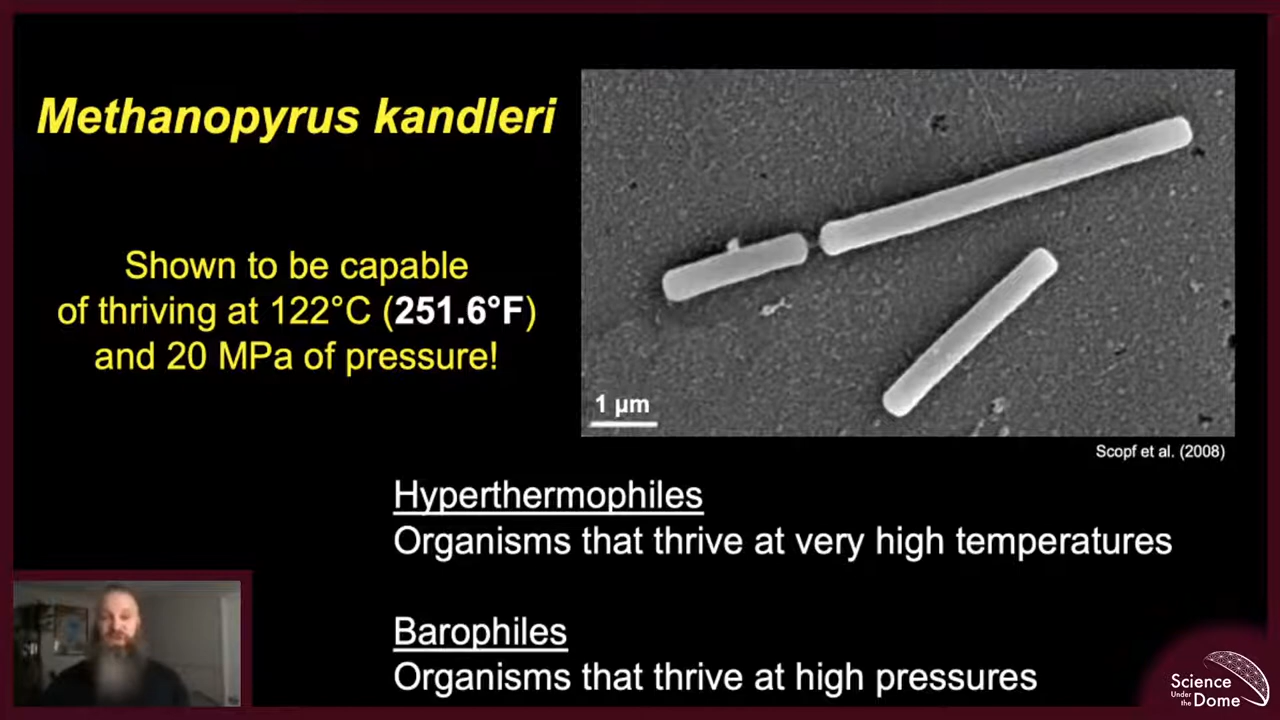 Methanopyrus kandleri
Shown to be capable
of thriving at 122°C (251.6°F)
and 20 MPa of pressure!
1 µm
Scopf et al. (2008)
Hyperthermophiles
Organisms that thrive at very high temperatures
Barophiles
Organisms that thrive at high pressures
Science
Under
the Dome